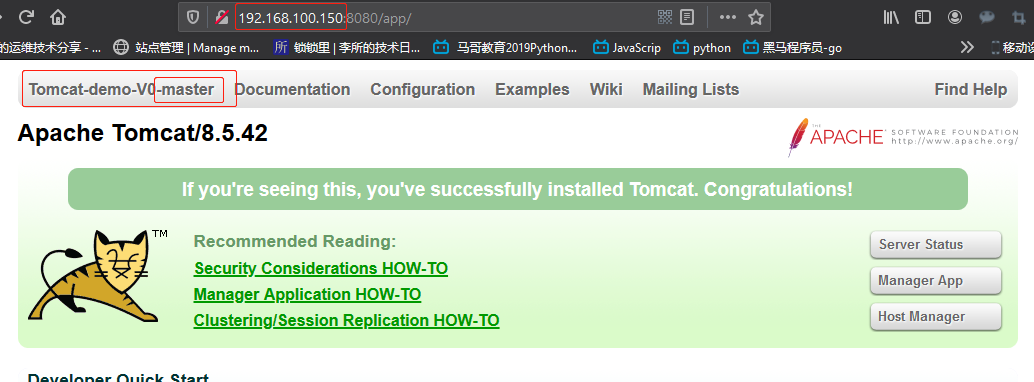 192.168.100.150:8080/app/
的运维技术分享 - ... 站点管理 | Manage m... 所 锁锁里 | 李所的技术日... 马哥教育2019Python... JavaScrip python 黑马程序员-go 移动设
Tomcat-demo-V0-master Documentation Configuration Examples Wiki Mailing Lists Find Help
Apache Tomcat/8.5.42
THE APACHE® SOFTWARE FOUNDATION
http://www.apache.org/
If you're seeing this, you've successfully installed Tomcat. Congratulations!
TM
Recommended Reading:
Security Considerations HOW-TO
Manager Application HOW-TO
Clustering/Session Replication HOW-TO
Server Status
Manager App
Host Manager
Developer Quick Start